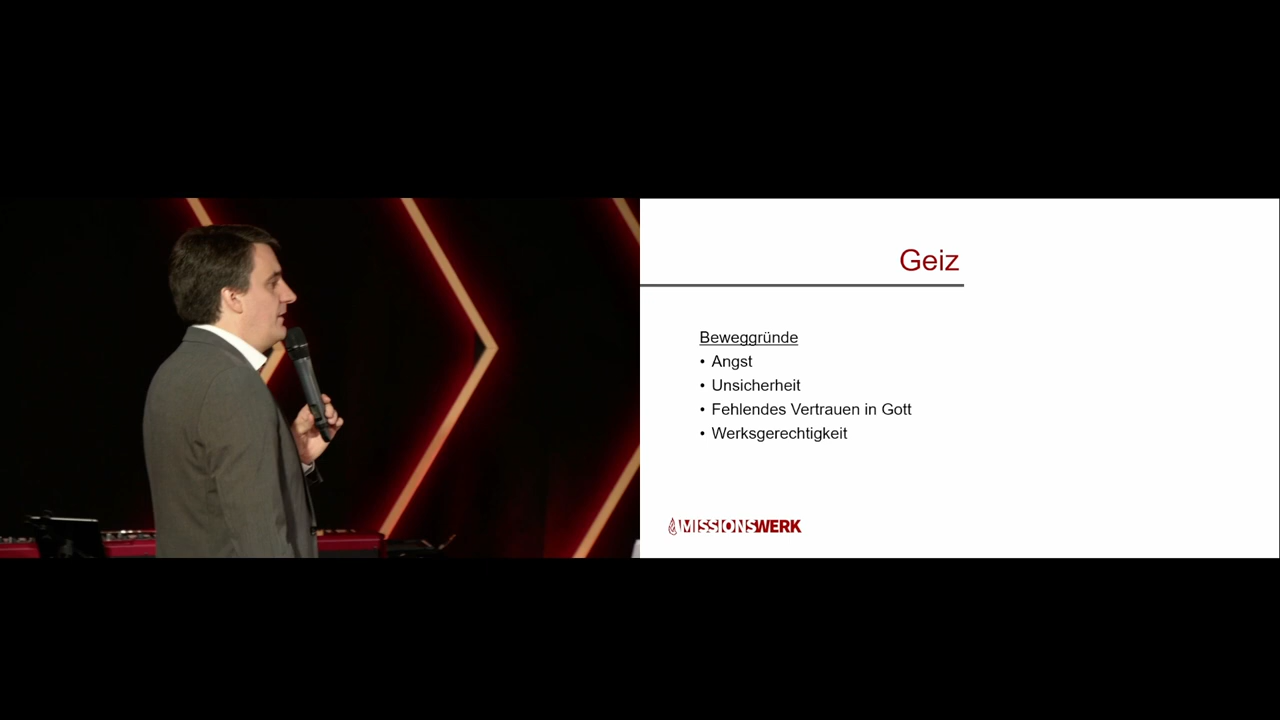 Geiz
Beweggründe
• Angst
• Unsicherheit
• Fehlendes Vertrauen in Gott
• Werksgerechtigkeit
MISSIONSWERK